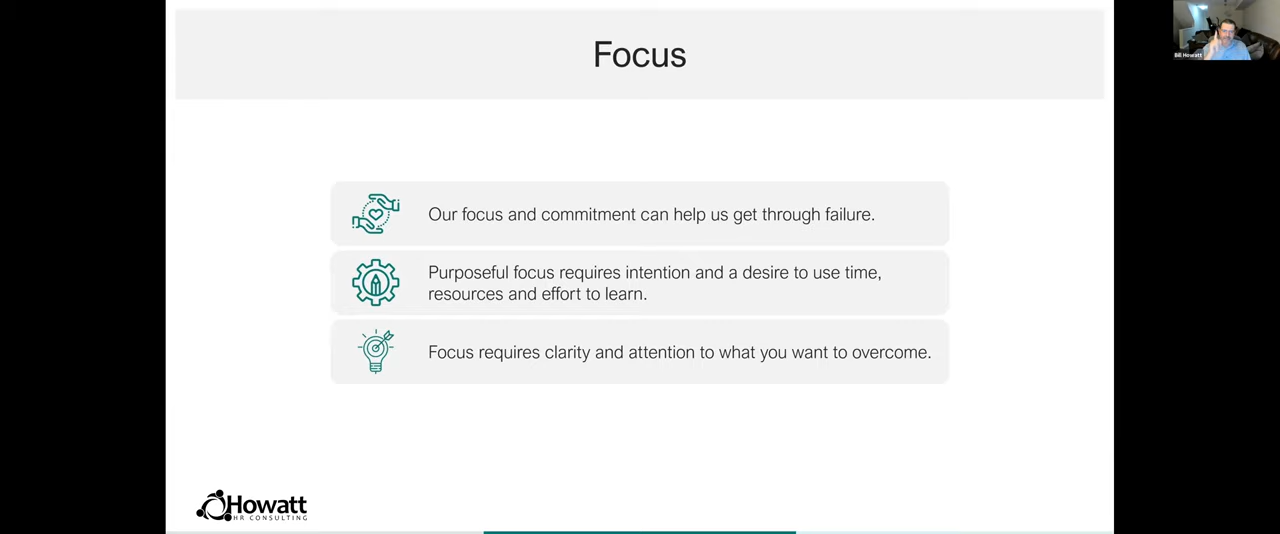 Focus
Bill Howatt
Our focus and commitment can help us get through failure.
Purposeful focus requires intention and a desire to use time,
resources and effort to learn.
Focus requires clarity and attention to what you want to overcome.
Howatt
HR CONSULTING